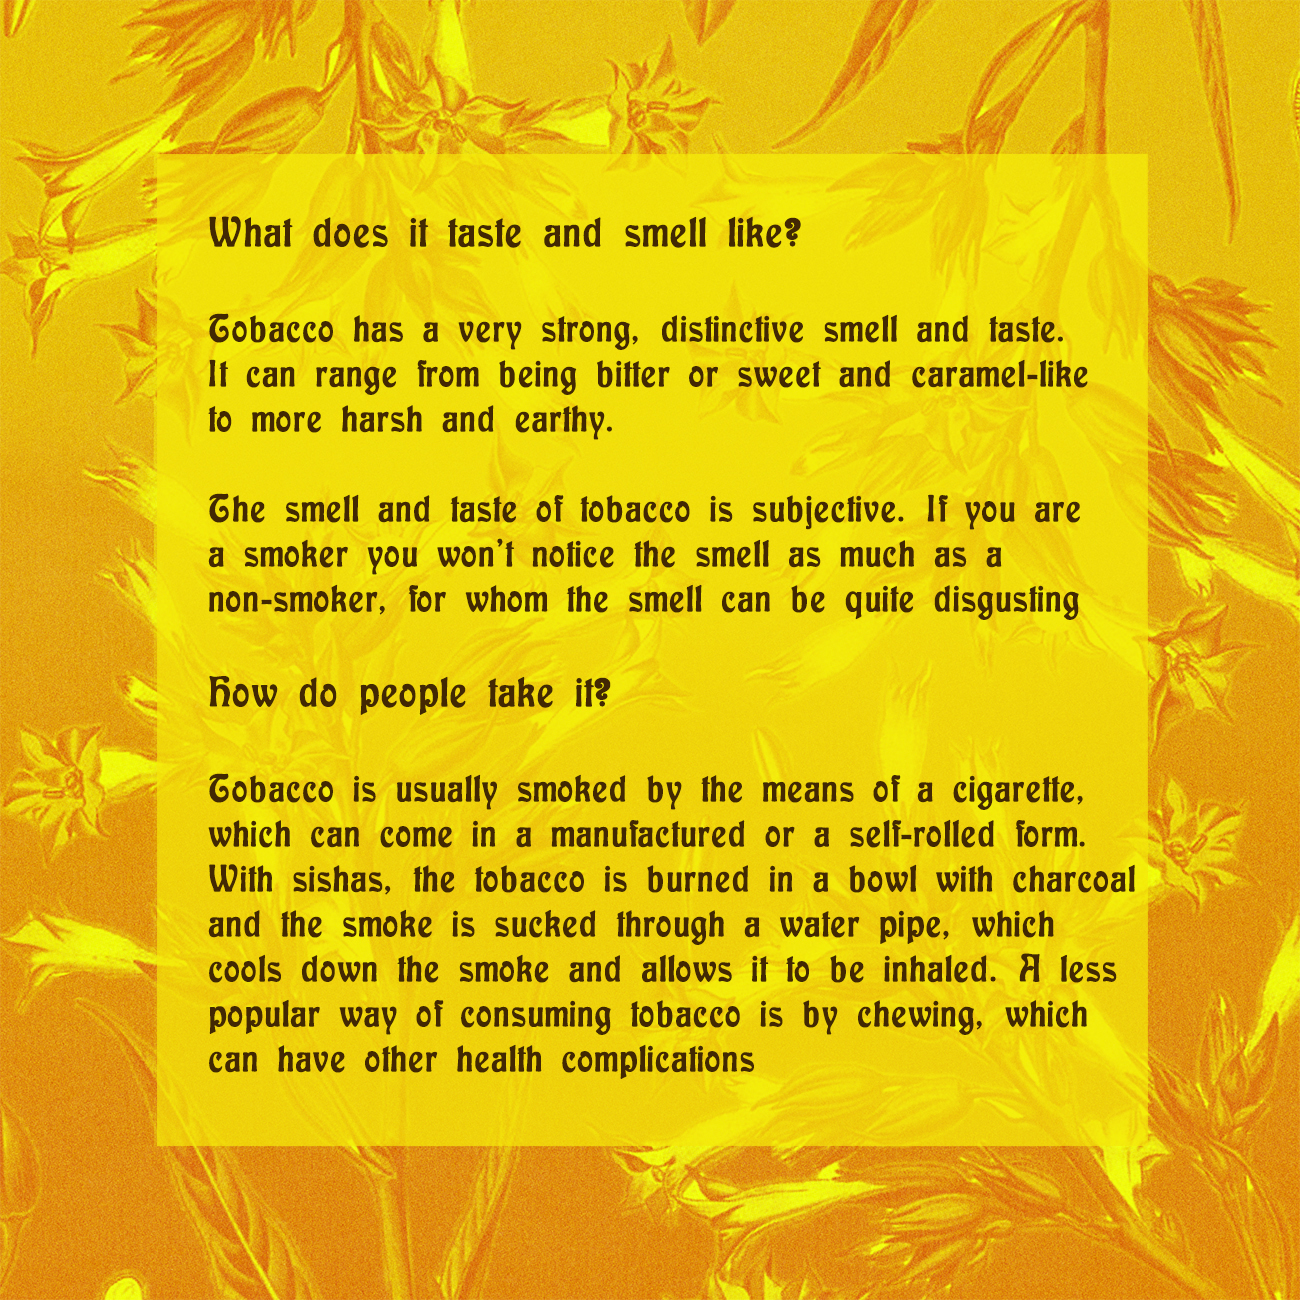 What does it taste and smell like?
Tobacco has a very strong, distinctive smell and taste.
It can range from being bitter or sweet and caramel-like
to more harsh and earthy.
The smell and taste of tobacco is subjective. If you are
a smoker you won't notice the smell as much as a
non-smoker, for whom the smell can be quite disgusting
How do people take it?
Tobacco is usually smoked by the means of a cigarette,
which can come in a manufactured or a self-rolled form.
With sishas, the tobacco is burned in a bowl with charcoal
and the smoke is sucked through a water pipe, which
cools down the smoke and allows it to be inhaled. A less
popular way of consuming tobacco is by chewing, which
can have other health complications